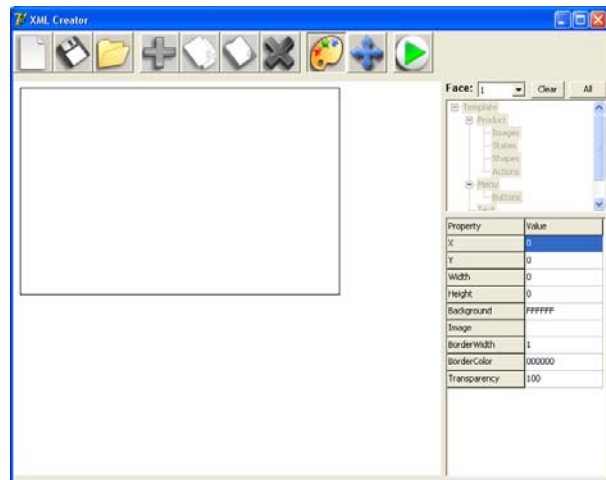 XML Creator
Face: 1 Clear All
Template
Product
Images
States
Shapes
Actions
Menu
Buttons
Text
Property Value
X 0
Y 0
Width 0
Height 0
Background FFFFFF
Image
BorderWidth 1
BorderColor 000000
Transparency 100